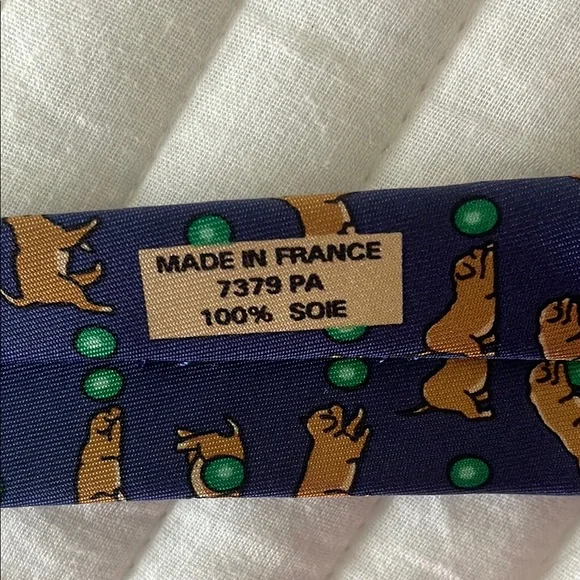 MADE IN FRANCE
7379 PA
100% SOIE